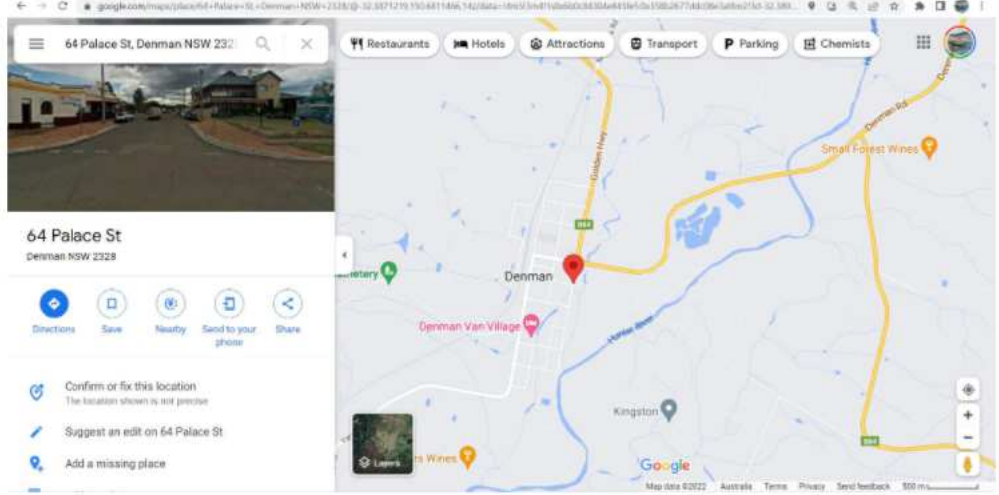 64 Palace St, Denman NSW 232
Restaurants
Hotels
Attractions
Transport
Parking
Chemists
64 Palace St
Denman NSW 2328
Directions
Save
Nearby
Send to your
phone
Share
Confirm or fix this location
The location shown is not precise
Suggest an edit on 64 Palace St
Add a missing place
Golden Hwy
Denman Rd
Small Forest Wines
B84
Denman
Denman Van Village
Hunter River
Kingston
B84
Wines
Layers
Google
Map data ©2022
Australia
Terms
Privacy
Send feedback
500 m